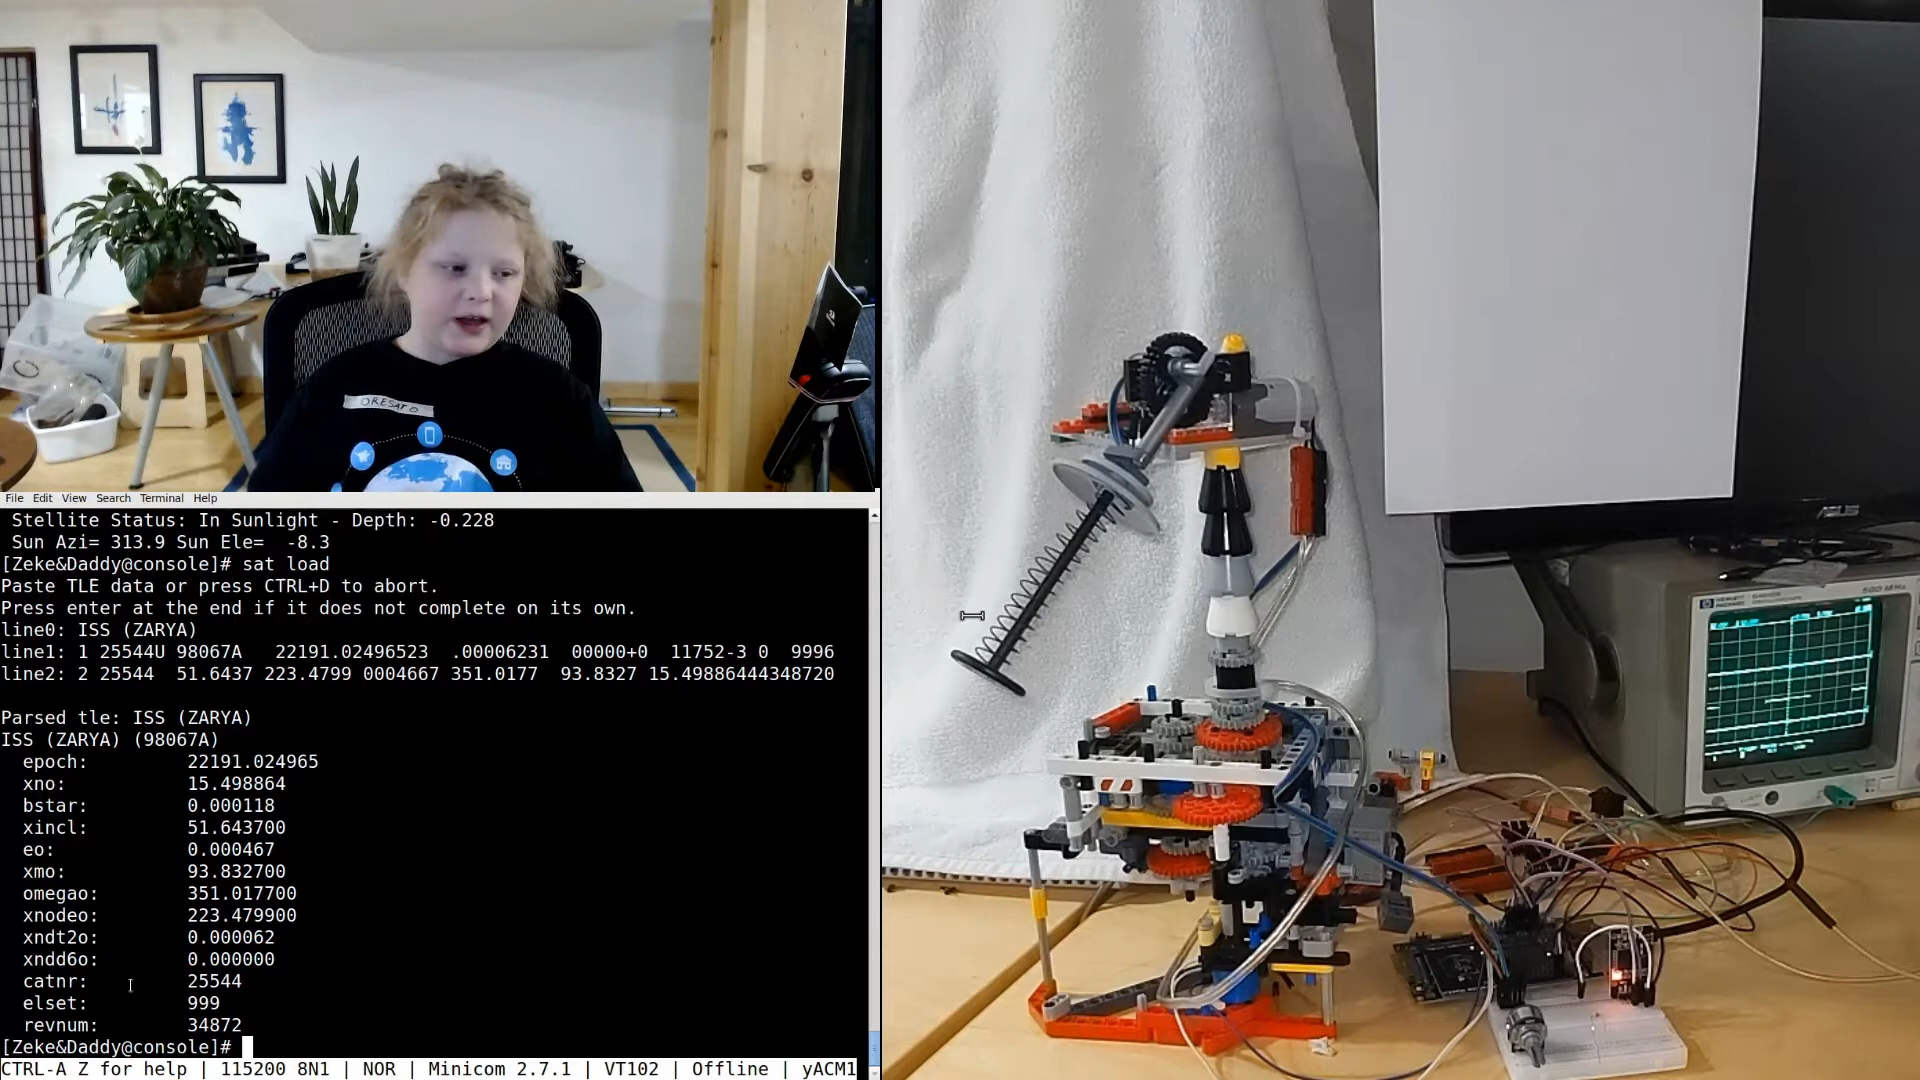 ORESAT 0
File Edit View Search Terminal Help
Stellite Status: In Sunlight - Depth: -0.228
Sun Azi= 313.9 Sun Ele=  -8.3
[Zeke&Daddy@console]# sat load
Paste TLE data or press CTRL+D to abort.
Press enter at the end if it does not complete on its own.
line0: ISS (ZARYA)
line1: 1 25544U 98067A   22191.02496523  .00006231  00000+0  11752-3 0  9996
line2: 2 25544  51.6437 223.4799 0004667 351.0177  93.8327 15.49886444348720
Parsed tle: ISS (ZARYA)
ISS (ZARYA) (98067A)
epoch: 22191.024965
xno: 15.498864
bstar: 0.000118
xincl: 51.643700
eo: 0.000467
xmo: 93.832700
omegao: 351.017700
xnodeo: 223.479900
xndt2o: 0.000062
xndd6o: 0.000000
catnr: 25544
elset: 999
revnum: 34872
[Zeke&Daddy@console]#
CTRL-A Z for help | 115200 8N1 | NOR | Minicom 2.7.1 | VT102 | Offline | yACM1
ASUS